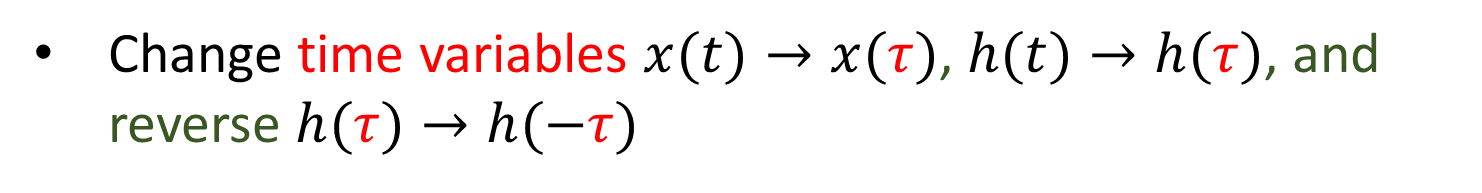 • Change time variables x(t) → x(τ), h(t) → h(τ), and
reverse h(τ) → h(−τ)